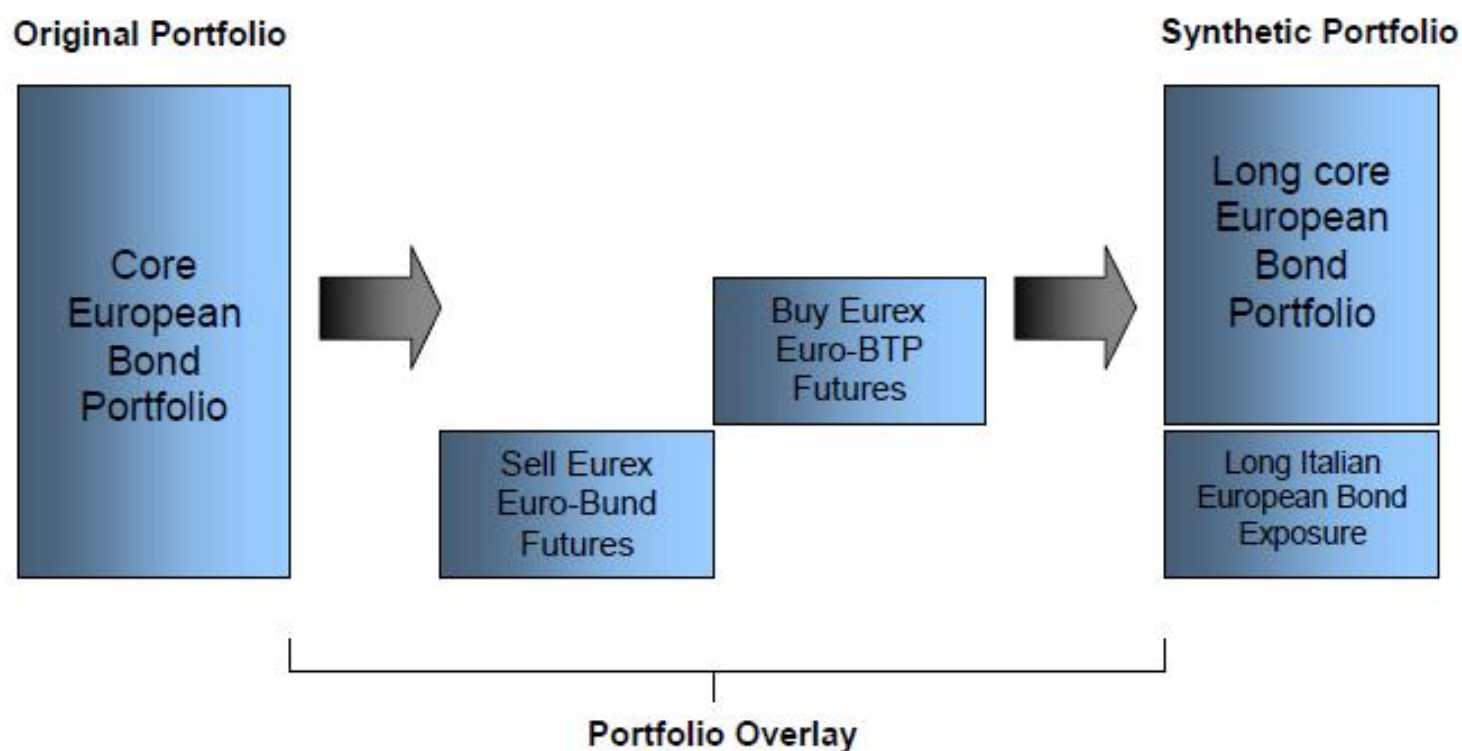 Original Portfolio
Synthetic Portfolio
Core
European
Bond
Portfolio
Sell Eurex
Euro-Bund
Futures
Buy Eurex
Euro-BTP
Futures
Long core
European
Bond
Portfolio
Long Italian
European Bond
Exposure
Portfolio Overlay